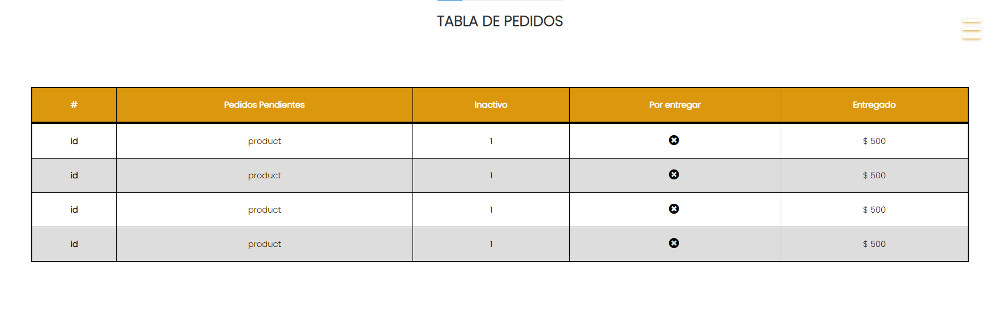 TABLA DE PEDIDOS
# Pedidos Pendientes Inactivo Por entregar Entregado
id product 1 $ 500
id product 1 $ 500
id product 1 $ 500
id product 1 $ 500